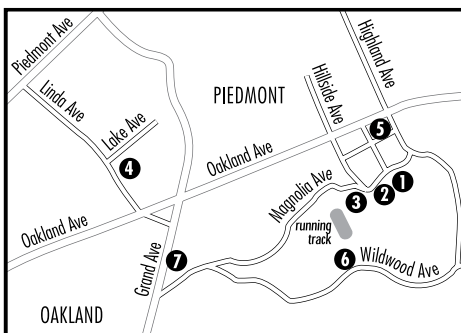 Piedmont Ave
Linda Ave
Lake Ave
4
PIEDMONT
Hillside Ave
Highland Ave
5
Oakland Ave
Oakland Ave
Magnolia Ave
1
2
3
running
track
6
Wildwood Ave
7
Grand Ave
OAKLAND